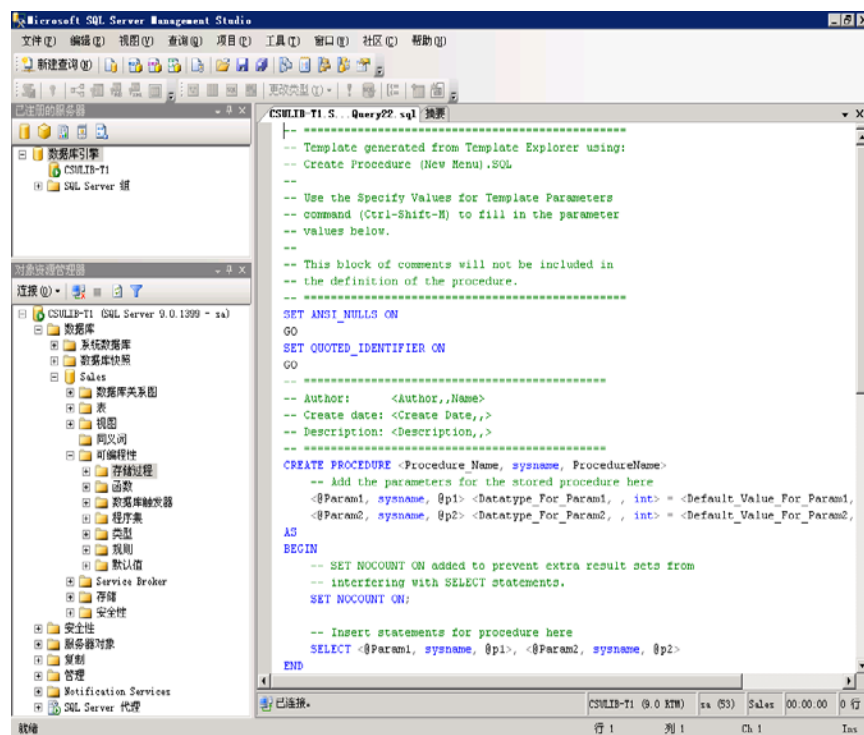 Microsoft SQL Server Management Studio
文件(F) 编辑(E) 视图(V) 查询(Q) 项目(P) 工具(T) 窗口(W) 社区(C) 帮助(H)
新建查询(N)
更改类型(Y)
已注册的服务器
数据库引擎
CSULIB-T1
SQL Server 组
对象资源管理器
连接(O)
CSULIB-T1 (SQL Server 9.0.1399 - sa)
数据库
系统数据库
数据库快照
Sales
数据库关系图
表
视图
同义词
可编程性
存储过程
函数
数据库触发器
程序集
类型
规则
默认值
Service Broker
存储
安全性
安全性
服务器对象
复制
管理
Notification Services
SQL Server 代理
CSULIB-T1.S...Query22.sql 摘要
-- ================================================
-- Template generated from Template Explorer using:
-- Create Procedure (New Menu).SQL
--
-- Use the Specify Values for Template Parameters
-- command (Ctrl-Shift-M) to fill in the parameter
-- values below.
--
-- This block of comments will not be included in
-- the definition of the procedure.
-- ================================================
SET ANSI_NULLS ON
GO
SET QUOTED_IDENTIFIER ON
GO
-- =============================================
-- Author: <Author,,Name>
-- Create date: <Create Date,,>
-- Description: <Description,,>
-- =============================================
CREATE PROCEDURE <Procedure_Name, sysname, ProcedureName>
-- Add the parameters for the stored procedure here
<@Param1, sysname, @p1> <Datatype_For_Param1, , int> = <Default_Value_For_Param1,
<@Param2, sysname, @p2> <Datatype_For_Param2, , int> = <Default_Value_For_Param2,
AS
BEGIN
-- SET NOCOUNT ON added to prevent extra result sets from
-- interfering with SELECT statements.
SET NOCOUNT ON;
-- Insert statements for procedure here
SELECT <@Param1, sysname, @p1>, <@Param2, sysname, @p2>
END
已连接。 CSULIB-T1 (9.0 RTM) sa (53) Sales 00:00:00 0 行
就绪 行 1 列 1 Ch 1 Ins